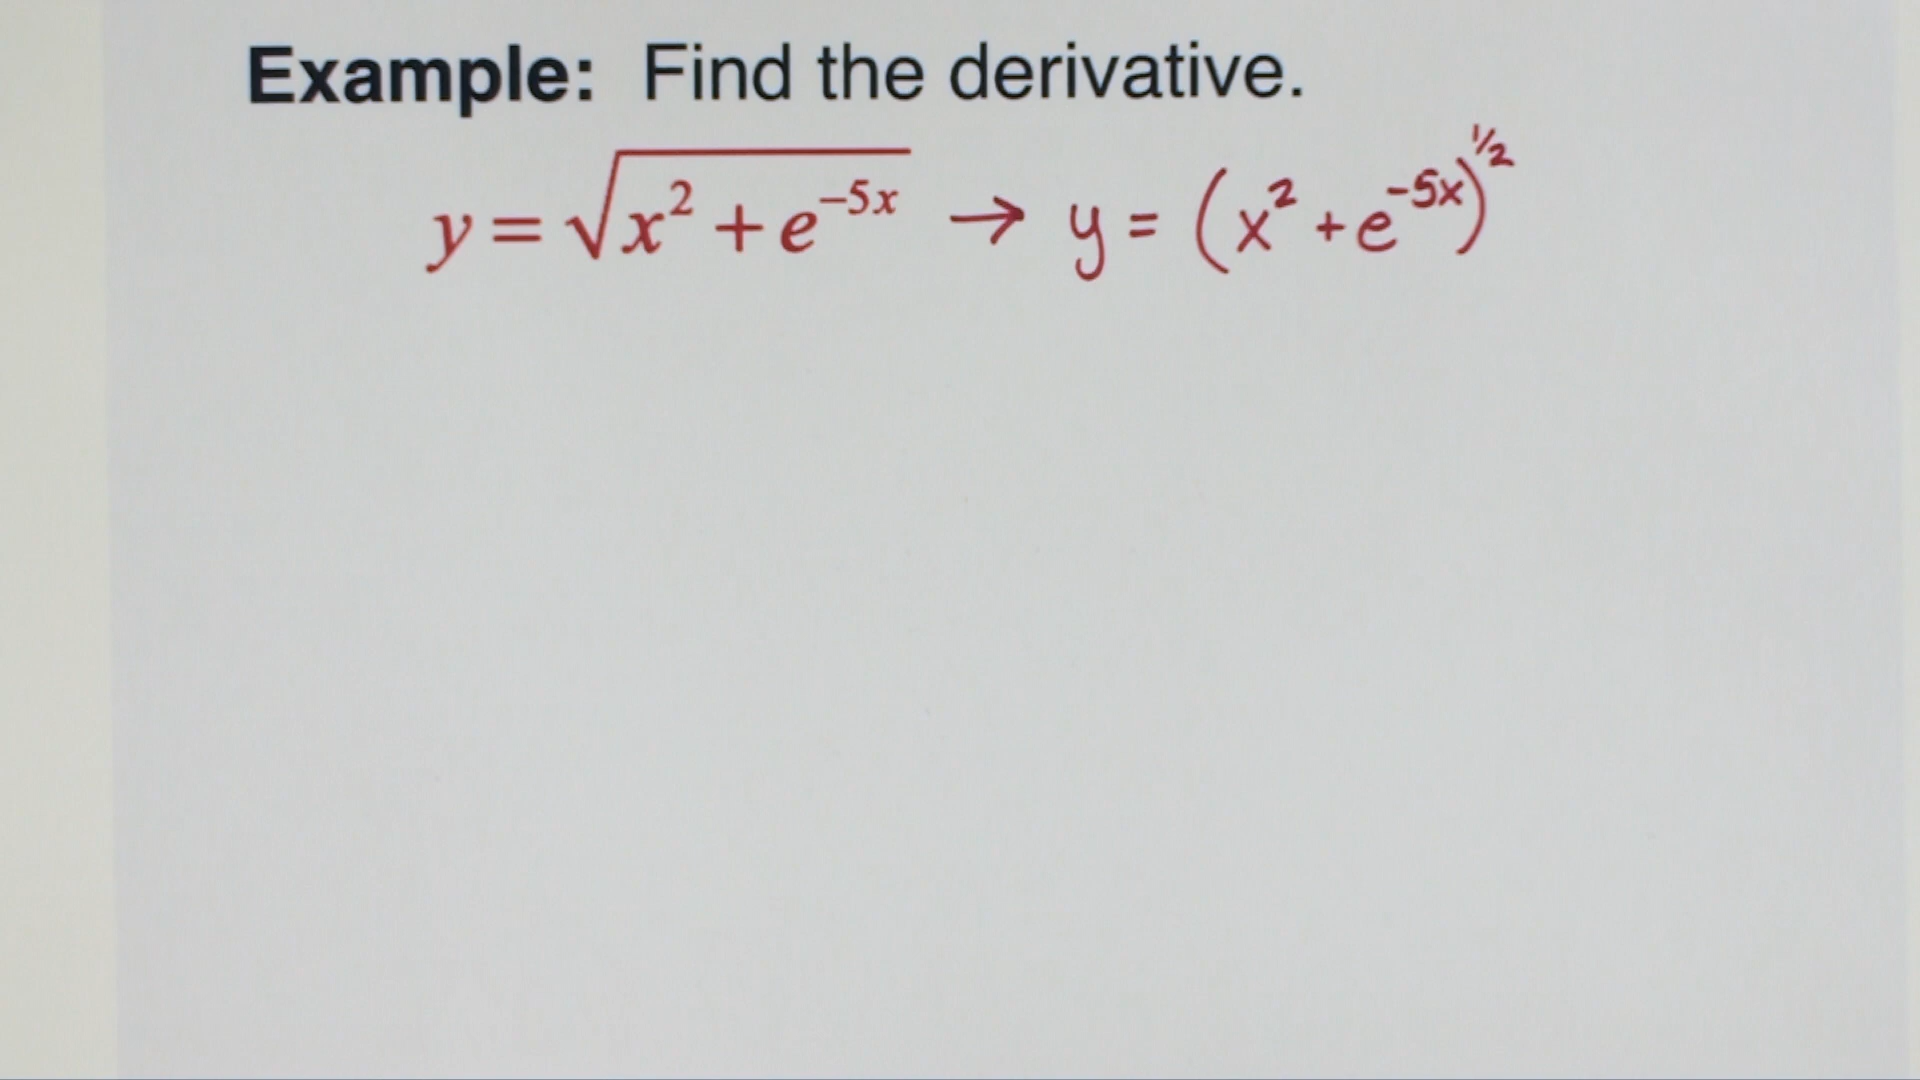 Example: Find the derivative.
y = √(x² + e⁻⁵ˣ) → y = (x² + e⁻⁵ˣ)^½